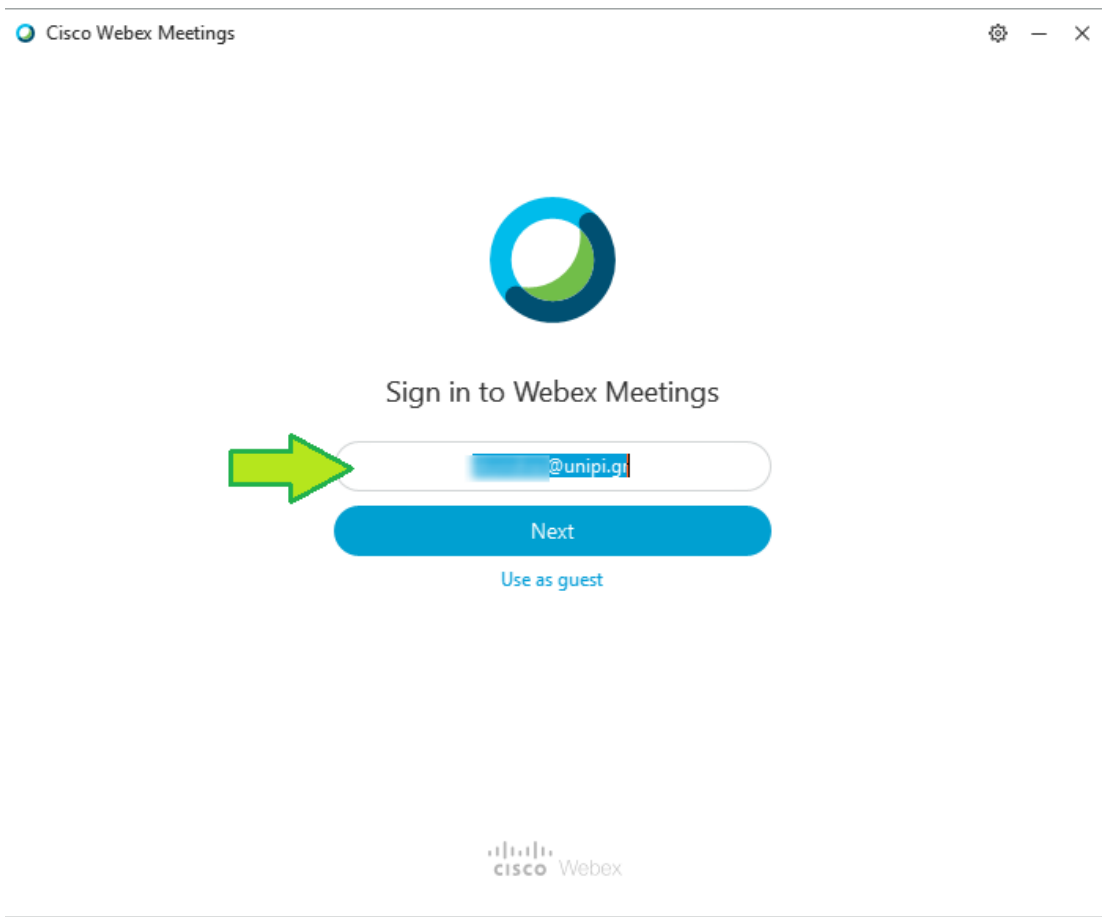 Cisco Webex Meetings
Sign in to Webex Meetings
@unipi.gr
Next
Use as guest
cisco Webex